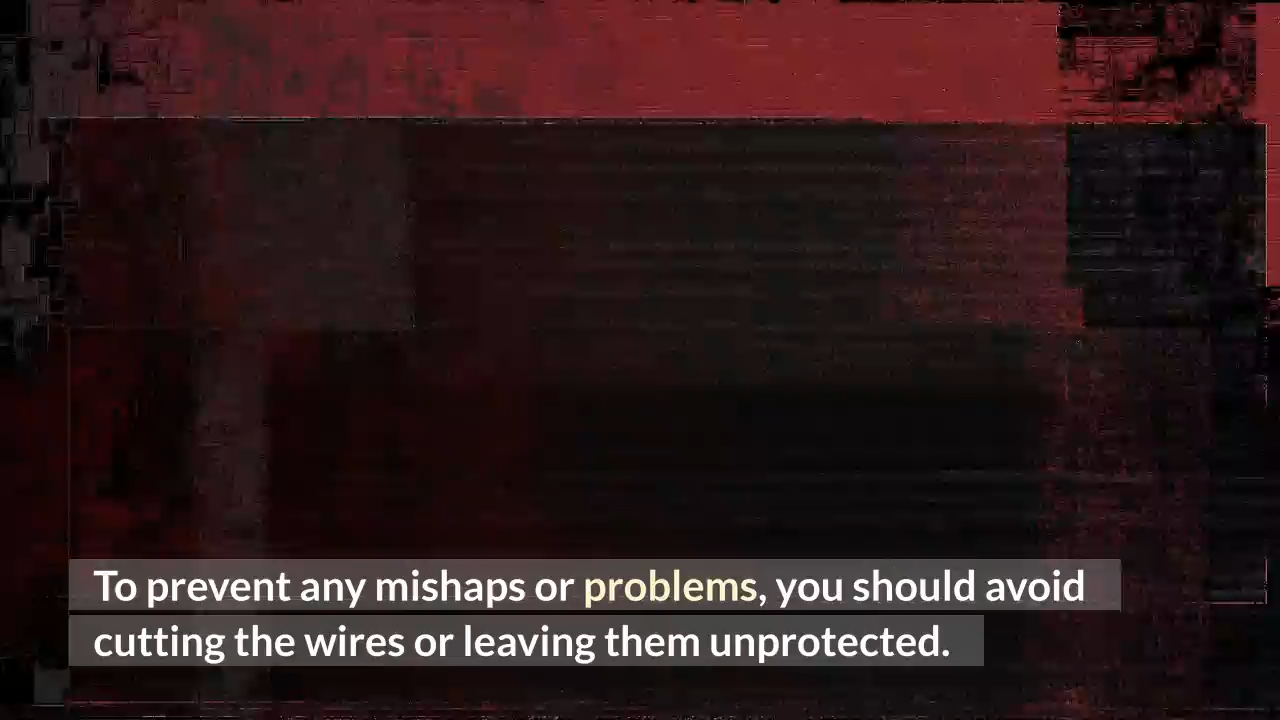 To prevent any mishaps or problems, you should avoid
cutting the wires or leaving them unprotected.